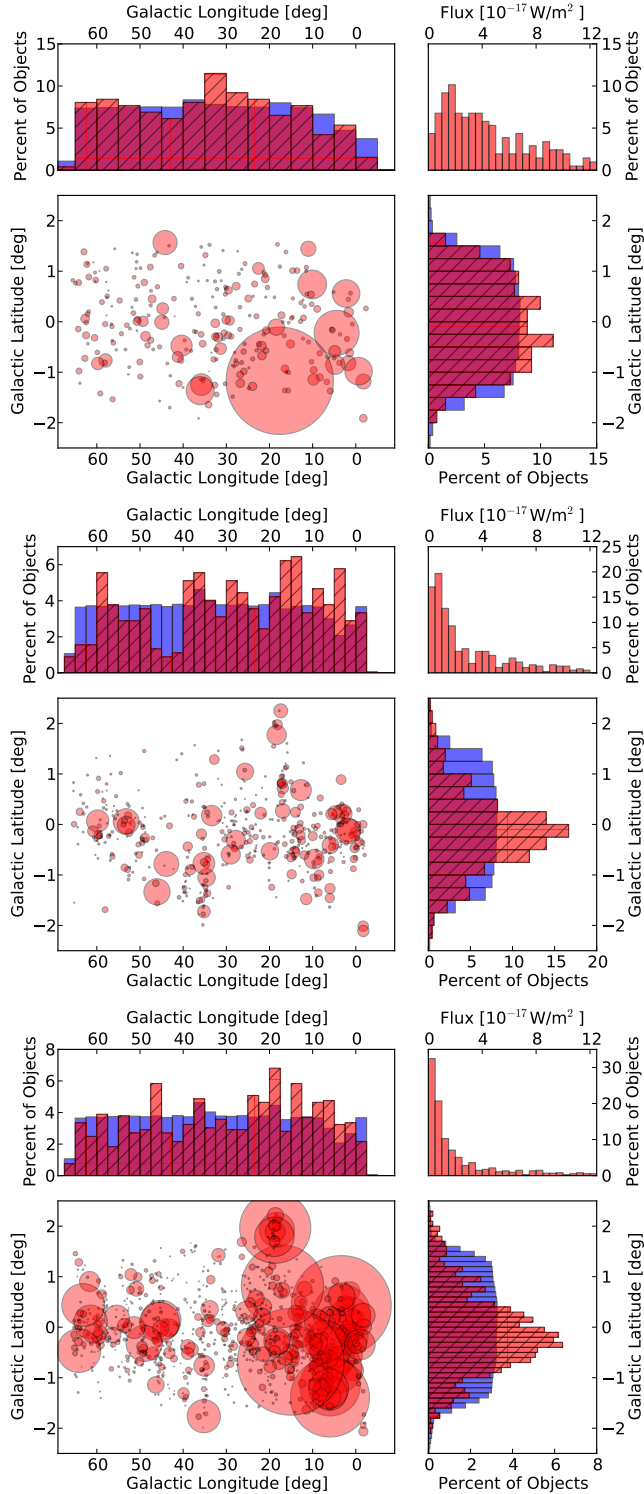 Galactic Longitude [deg]
60 50 40 30 20 10 0
Percent of Objects
15
10
5
0
Flux [10⁻¹⁷ W/m² ]
0 4 8 12
15
10
5
0
Percent of Objects
Galactic Latitude [deg]
2
1
0
−1
−2
60 50 40 30 20 10 0
Galactic Longitude [deg]
2
1
0
−1
−2
Galactic Latitude [deg]
0 5 10 15
Percent of Objects
Galactic Longitude [deg]
60 50 40 30 20 10 0
Percent of Objects
6
4
2
0
Flux [10⁻¹⁷ W/m² ]
0 4 8 12
25
20
15
10
5
0
Percent of Objects
Galactic Latitude [deg]
2
1
0
−1
−2
60 50 40 30 20 10 0
Galactic Longitude [deg]
2
1
0
−1
−2
Galactic Latitude [deg]
0 5 10 15 20
Percent of Objects
Galactic Longitude [deg]
60 50 40 30 20 10 0
Percent of Objects
8
6
4
2
0
Flux [10⁻¹⁷ W/m² ]
0 4 8 12
30
20
10
0
Percent of Objects
Galactic Latitude [deg]
2
1
0
−1
−2
60 50 40 30 20 10 0
Galactic Longitude [deg]
2
1
0
−1
−2
Galactic Latitude [deg]
0 2 4 6 8
Percent of Objects